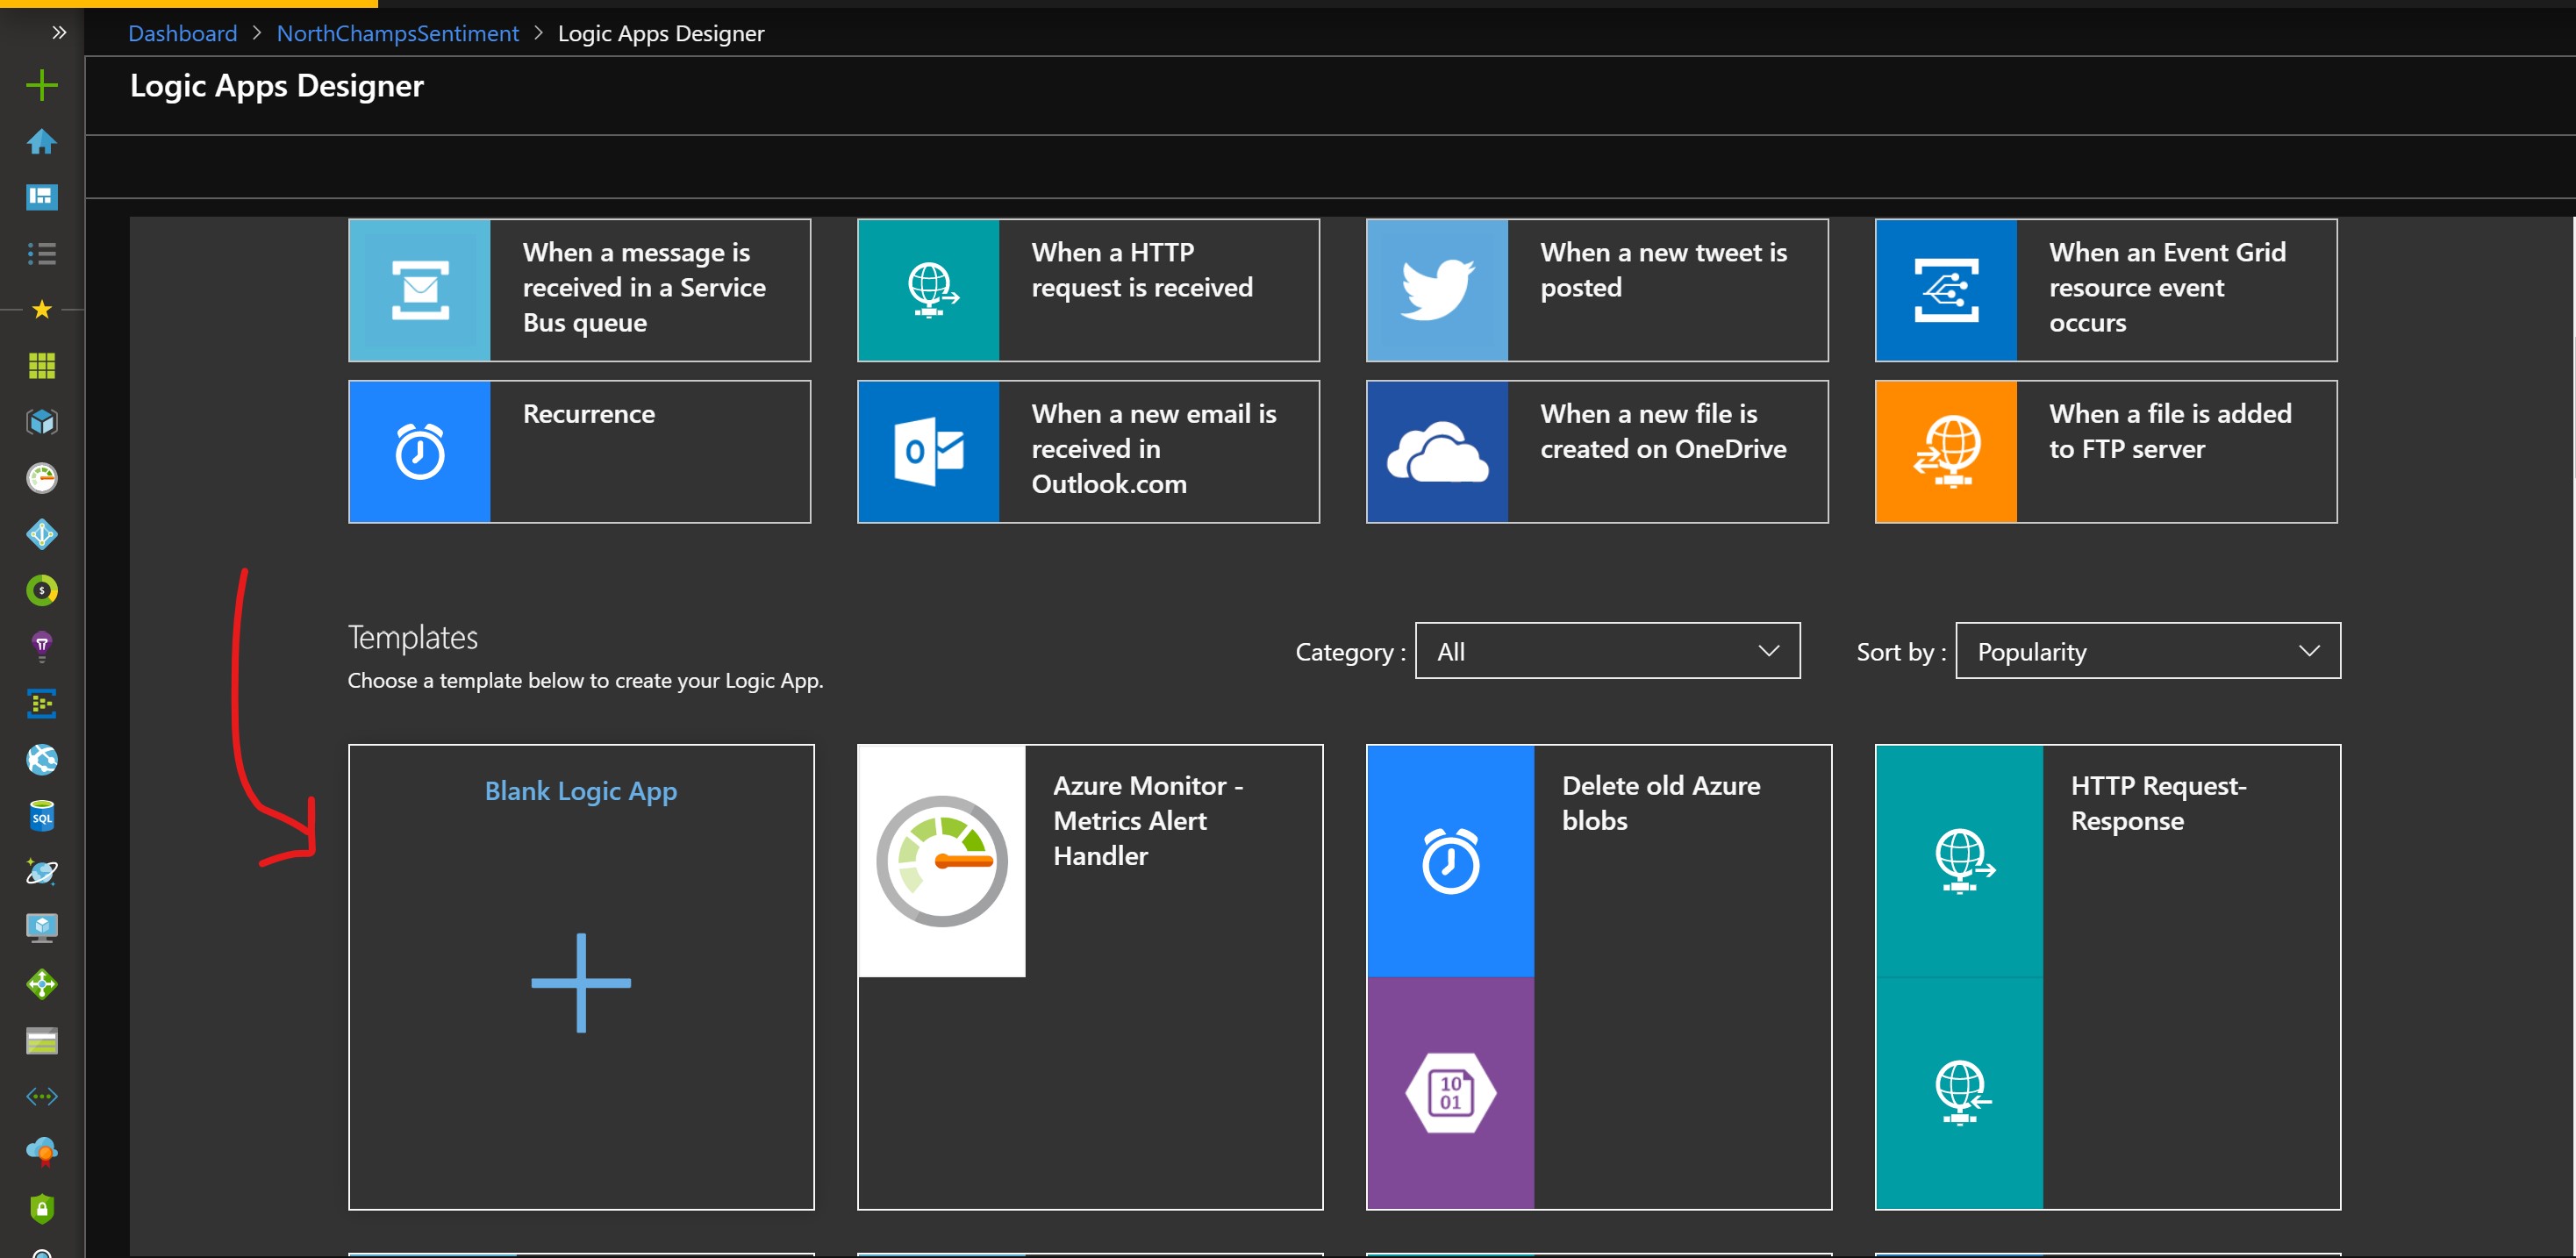 Dashboard > NorthChampsSentiment > Logic Apps Designer
Logic Apps Designer
When a message is
received in a Service
Bus queue
When a HTTP
request is received
When a new tweet is
posted
When an Event Grid
resource event
occurs
Recurrence
When a new email is
received in
Outlook.com
When a new file is
created on OneDrive
When a file is added
to FTP server
Templates
Choose a template below to create your Logic App.
Category : All
Sort by : Popularity
Blank Logic App
Azure Monitor -
Metrics Alert
Handler
Delete old Azure
blobs
HTTP Request-
Response
SQL
$
O
10
01